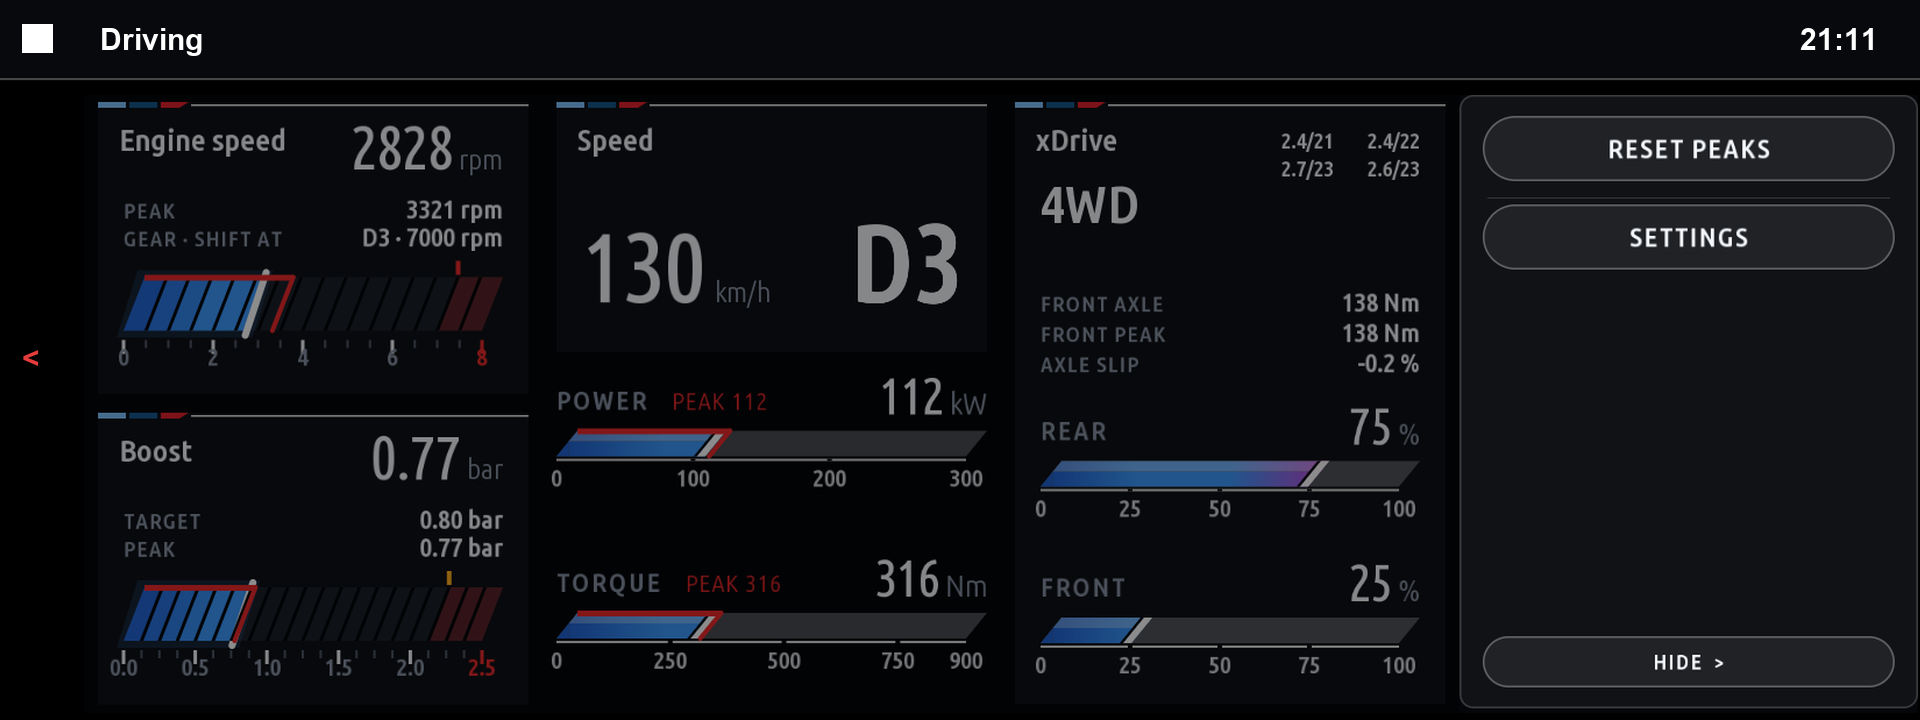 Driving
21:11
Engine speed
2828 rpm
PEAK
3321 rpm
GEAR · SHIFT AT
D3 · 7000 rpm
0 2 4 6 8
Boost
0.77 bar
TARGET
0.80 bar
PEAK
0.77 bar
0.0 0.5 1.0 1.5 2.0 2.5
Speed
130 km/h
D3
POWER PEAK 112
112 kW
0 100 200 300
TORQUE PEAK 316
316 Nm
0 250 500 750 900
xDrive
2.4/21 2.4/22
2.7/23 2.6/23
4WD
FRONT AXLE
138 Nm
FRONT PEAK
138 Nm
AXLE SLIP
-0.2 %
REAR
75 %
0 25 50 75 100
FRONT
25 %
0 25 50 75 100
RESET PEAKS
SETTINGS
HIDE >
<